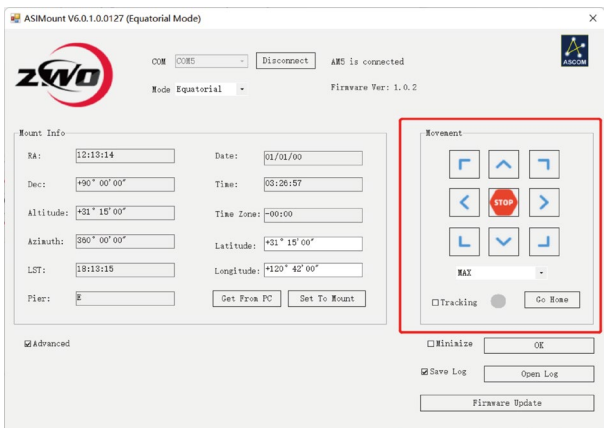 ASIMount V6.0.1.0.0127 (Equatorial Mode)
ZWO
COM COM5 Disconnect AM5 is connected
ASCOM
Mode Equatorial Firmware Ver: 1.0.2
Mount Info
RA: 12:13:14
Dec: +90° 00′00″
Altitude: +31° 15′00″
Azimuth: 360° 00′00″
LST: 18:13:15
Pier: E
Date: 01/01/00
Time: 03:26:57
Time Zone: -00:00
Latitude: +31° 15′00″
Longitude: +120° 42′00″
Get From PC Set To Mount
Movement
STOP
MAX
Tracking Go Home
Advanced
Minimize OK
Save Log Open Log
Firmware Update